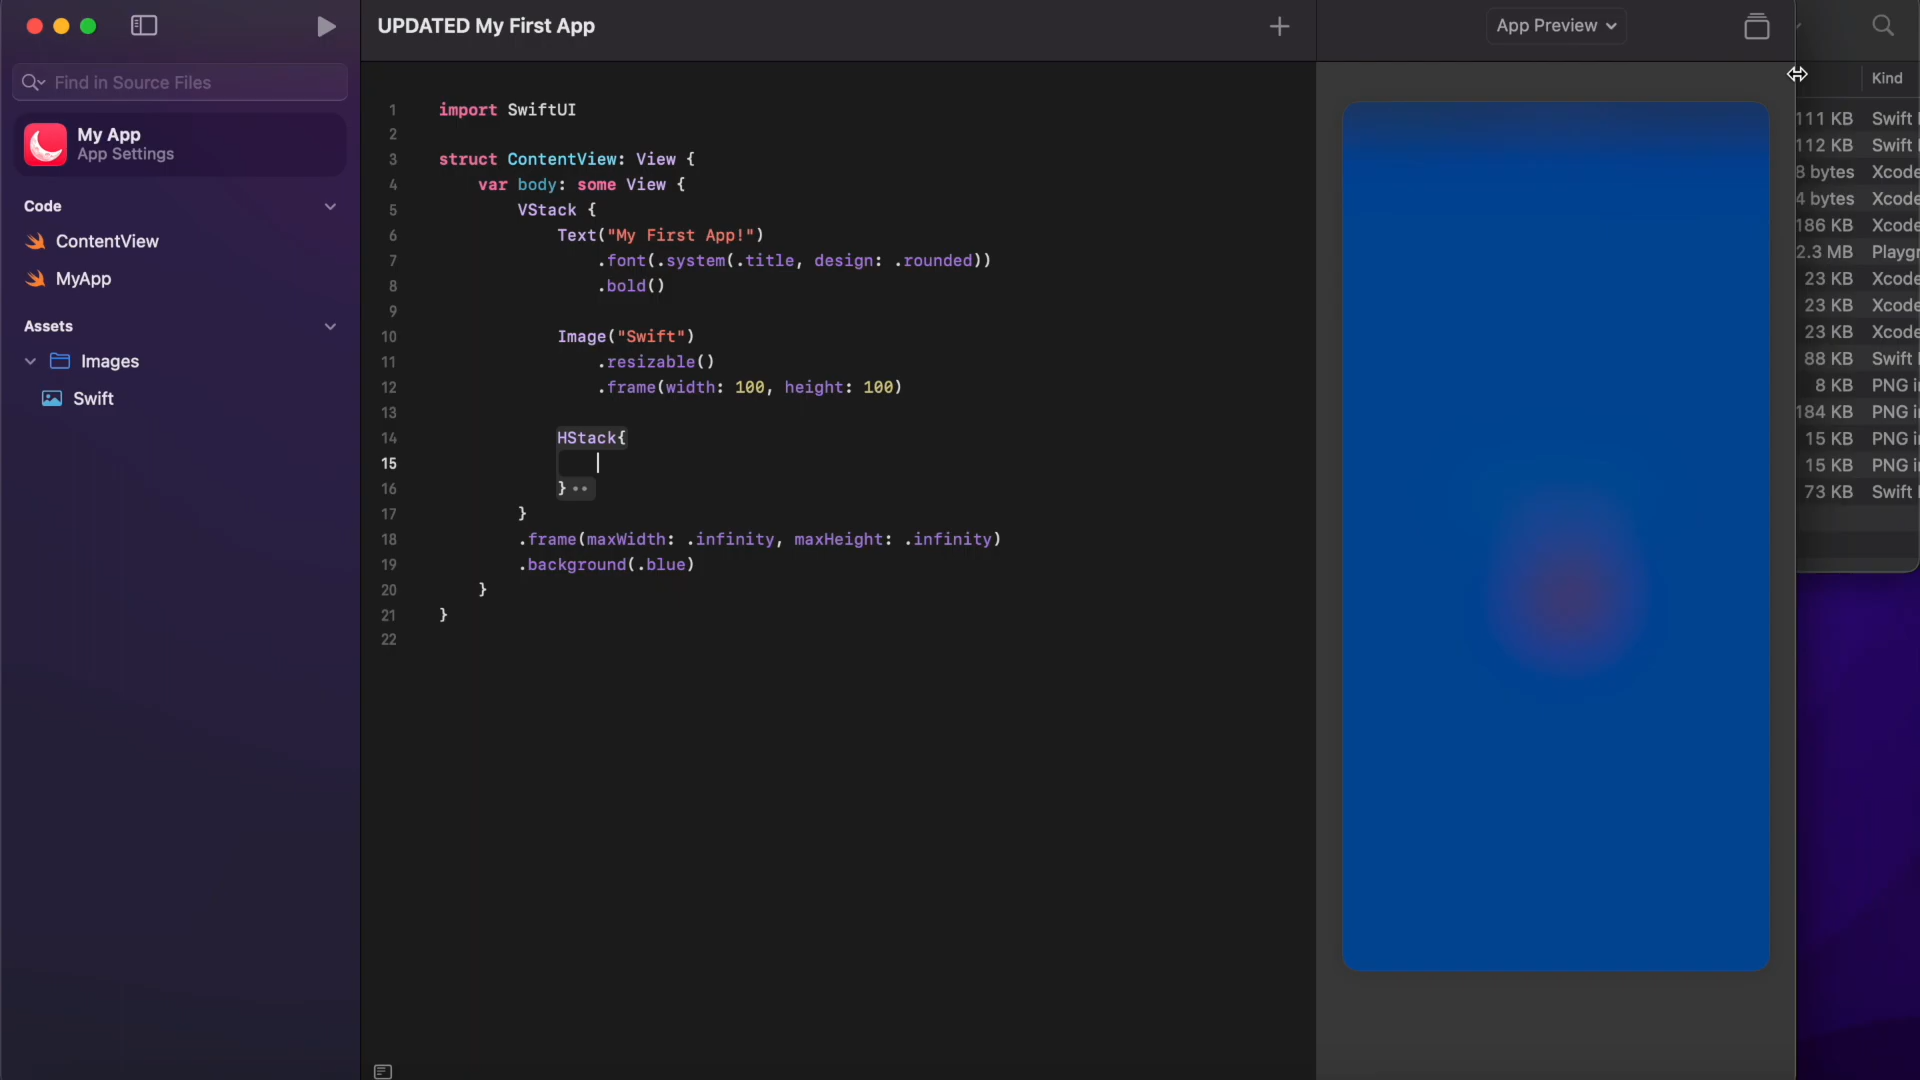 UPDATED My First App
App Preview
Find in Source Files
My App
App Settings
Code
ContentView
MyApp
Assets
Images
Swift
1 import SwiftUI
2
3 struct ContentView: View {
4 var body: some View {
5 VStack {
6 Text("My First App!")
7 .font(.system(.title, design: .rounded))
8 .bold()
9
10 Image("Swift")
11 .resizable()
12 .frame(width: 100, height: 100)
13
14 HStack{
15
16 }
17 }
18 .frame(maxWidth: .infinity, maxHeight: .infinity)
19 .background(.blue)
20 }
21 }
22
Kind
111 KB Swift
112 KB Swift
8 bytes Xcode
4 bytes Xcode
186 KB Xcode
2.3 MB Playgr
23 KB Xcode
23 KB Xcode
23 KB Xcode
88 KB Swift
8 KB PNG i
184 KB PNG i
15 KB PNG i
15 KB PNG i
73 KB Swift